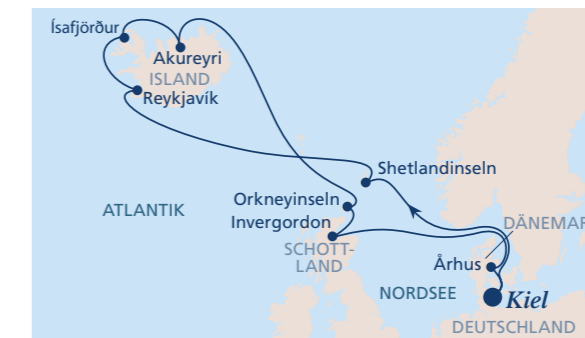 Ísafjörður
Akureyri
ISLAND
Reykjavík
Shetlandinseln
Orkneyinseln
Invergordon
ATLANTIK
DÄNEMAR
SCHOTT-
LAND
Århus
NORDSEE
Kiel
DEUTSCHLAND